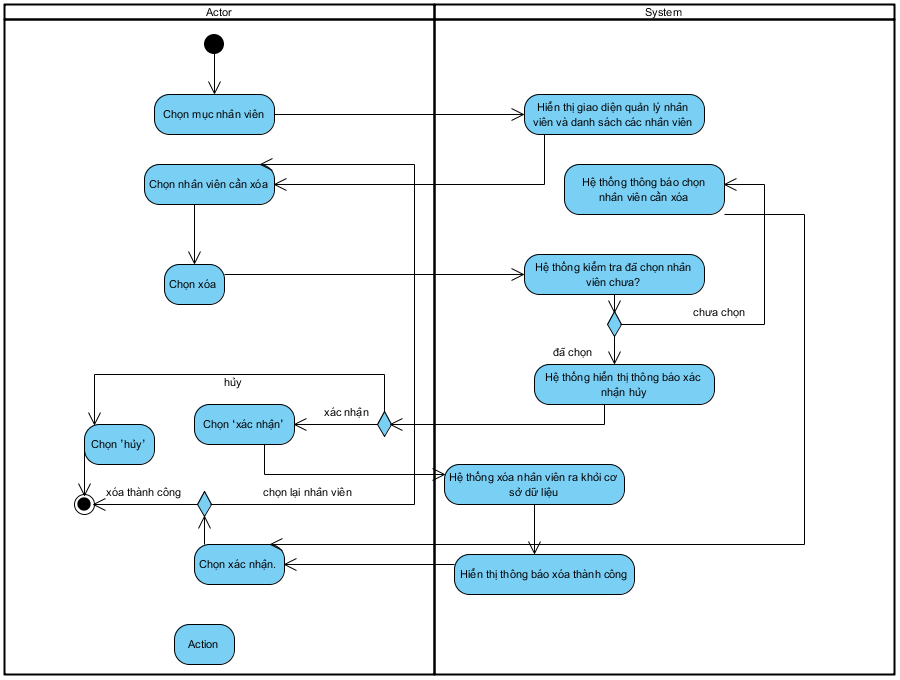 Actor
System
Chọn mục nhân viên
Hiển thị giao diện quản lý nhân
viên và danh sách các nhân viên
Chọn nhân viên cần xóa
Hệ thống thông báo chọn
nhân viên cần xóa
Chọn xóa
Hệ thống kiểm tra đã chọn nhân
viên chưa?
chưa chọn
đã chọn
Hệ thống hiển thị thông báo xác
nhận hủy
hủy
xác nhận
Chọn 'xác nhận'
Chọn 'hủy'
Hệ thống xóa nhân viên ra khỏi cơ
sở dữ liệu
xóa thành công
chọn lại nhân viên
Chọn xác nhận.
Hiển thị thông báo xóa thành công
Action